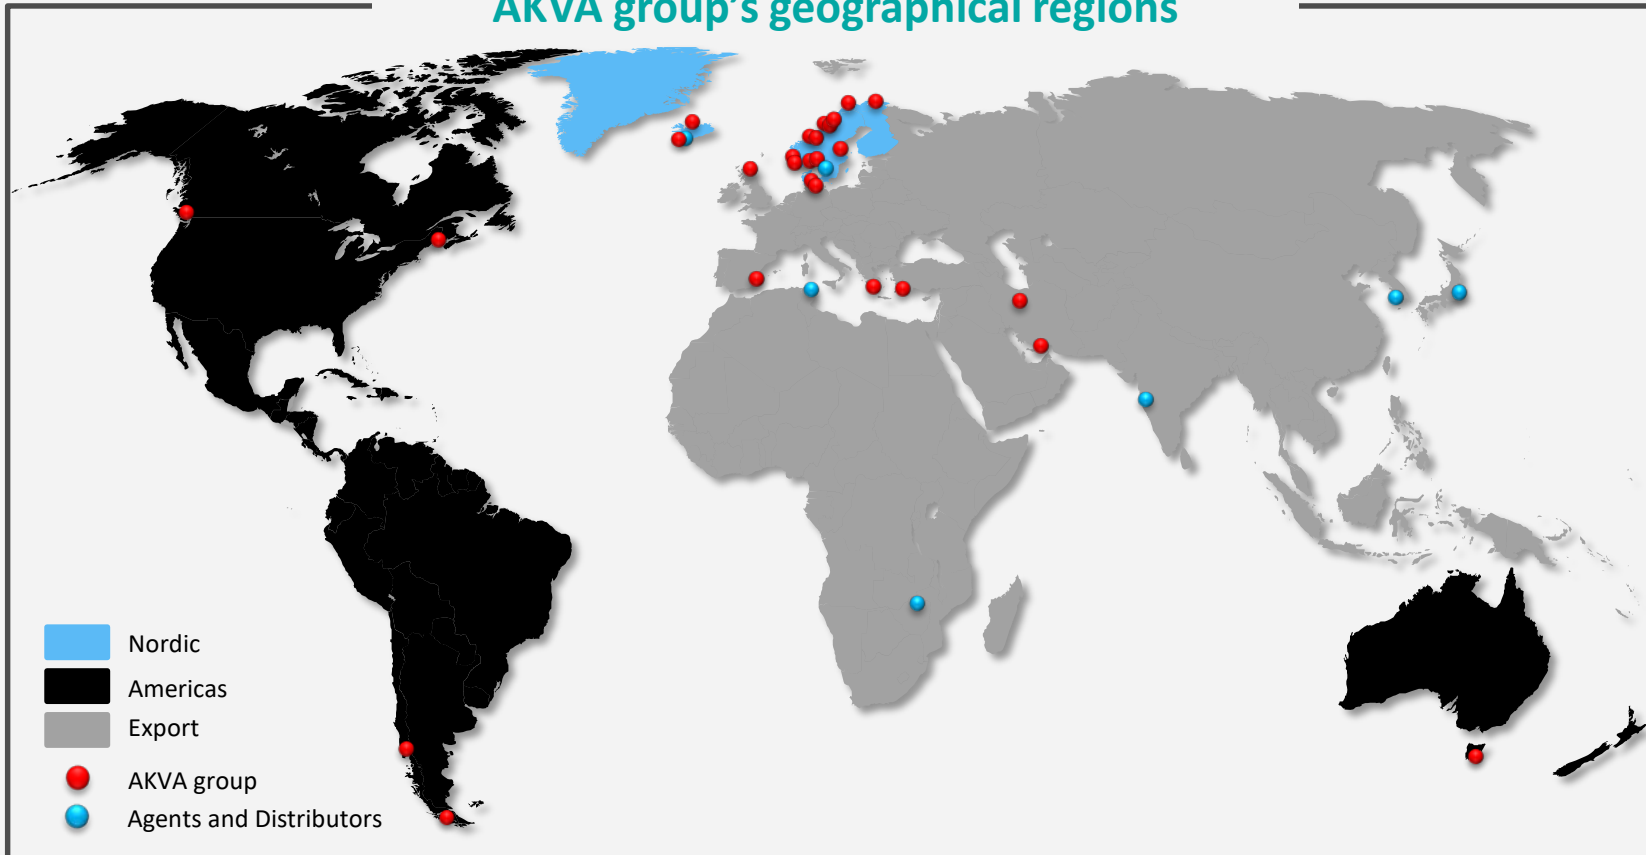 AKVA group's geographical regions
Nordic
Americas
Export
AKVA group
Agents and Distributors